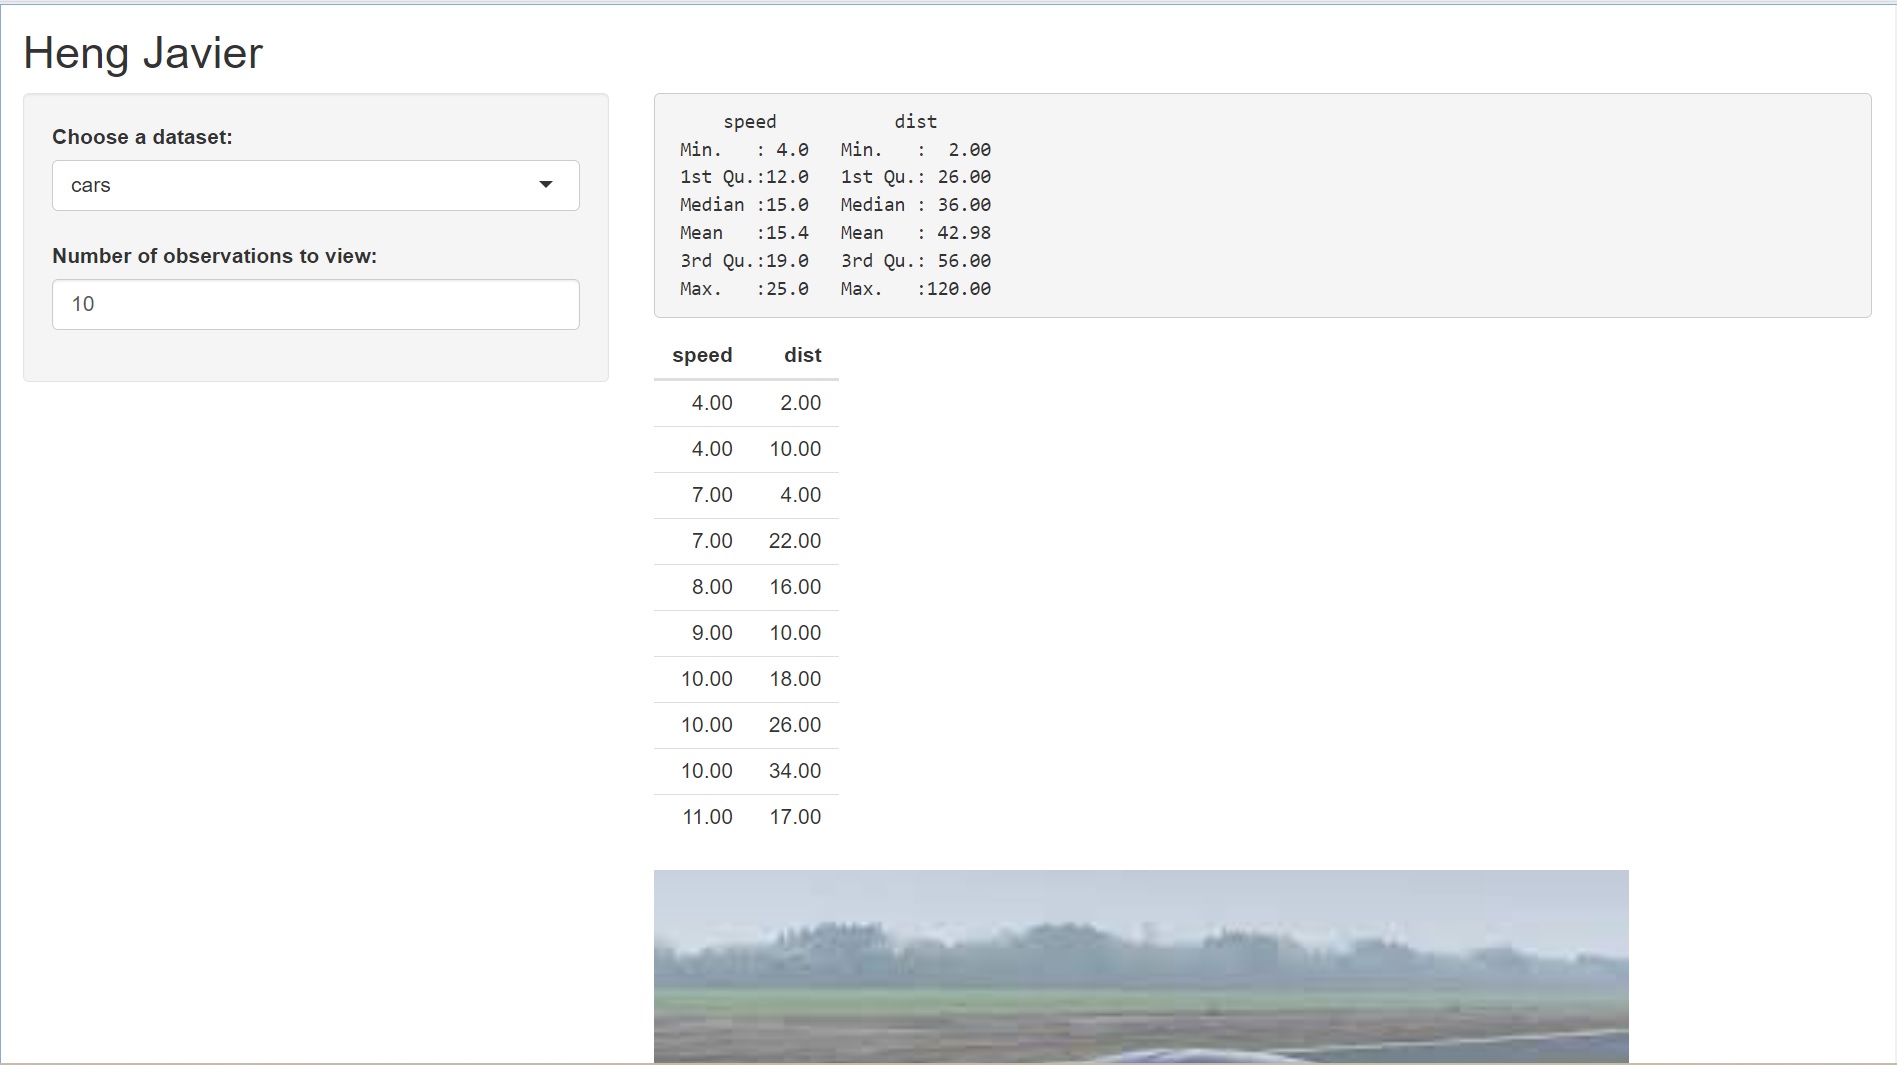 Heng Javier
Choose a dataset:
cars
Number of observations to view:
10
speed dist
Min. : 4.0 Min. : 2.00
1st Qu.:12.0 1st Qu.: 26.00
Median :15.0 Median : 36.00
Mean :15.4 Mean : 42.98
3rd Qu.:19.0 3rd Qu.: 56.00
Max. :25.0 Max. :120.00
speed dist
4.00 2.00
4.00 10.00
7.00 4.00
7.00 22.00
8.00 16.00
9.00 10.00
10.00 18.00
10.00 26.00
10.00 34.00
11.00 17.00